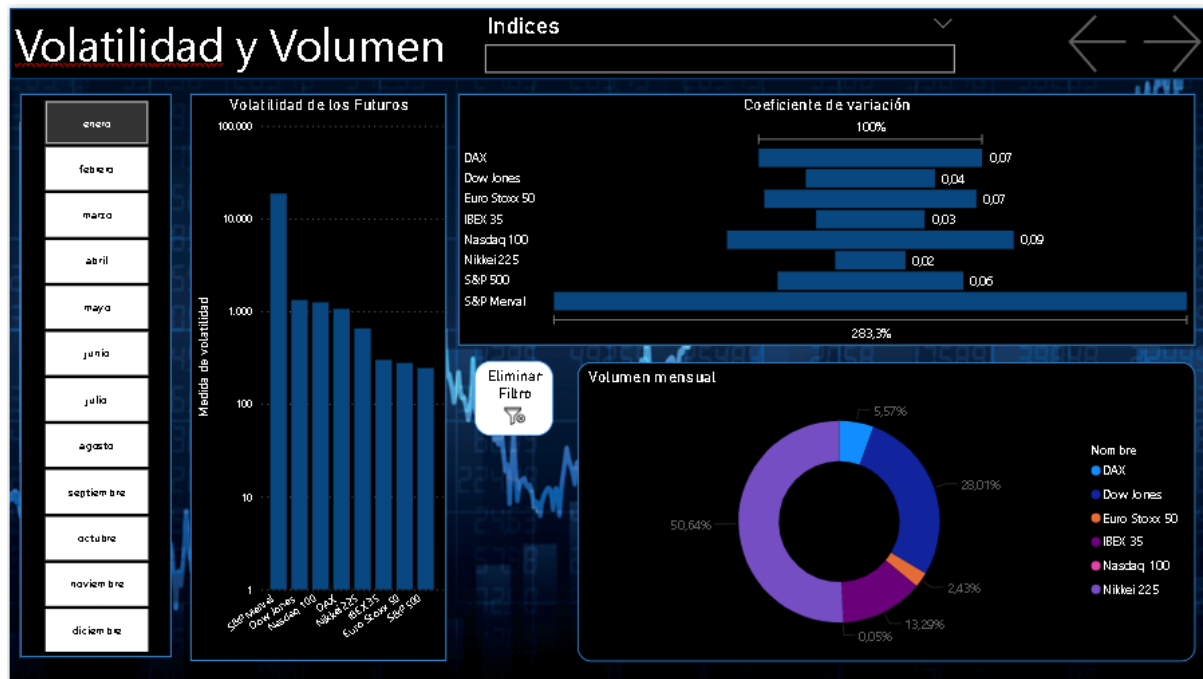 Volatilidad y Volumen
Indices
enero
febrero
marzo
abril
mayo
junio
julio
agosto
septiembre
octubre
noviembre
diciembre
Volatilidad de los Futuros
Medida de volatilidad
100.000
10.000
1.000
100
10
1
S&P Merval
Dow Jones
Nasdaq 100
DAX
Nikkei 225
IBEX 35
Euro Stoxx 50
S&P 500
Coeficiente de variación
100%
DAX 0,07
Dow Jones 0,04
Euro Stoxx 50 0,07
IBEX 35 0,03
Nasdaq 100 0,09
Nikkei 225 0,02
S&P 500 0,06
S&P Merval
283,3%
Eliminar
Filtro
Volumen mensual
5,57%
28,01%
2,43%
13,29%
0,05%
50,64%
Nombre
DAX
Dow Jones
Euro Stoxx 50
IBEX 35
Nasdaq 100
Nikkei 225